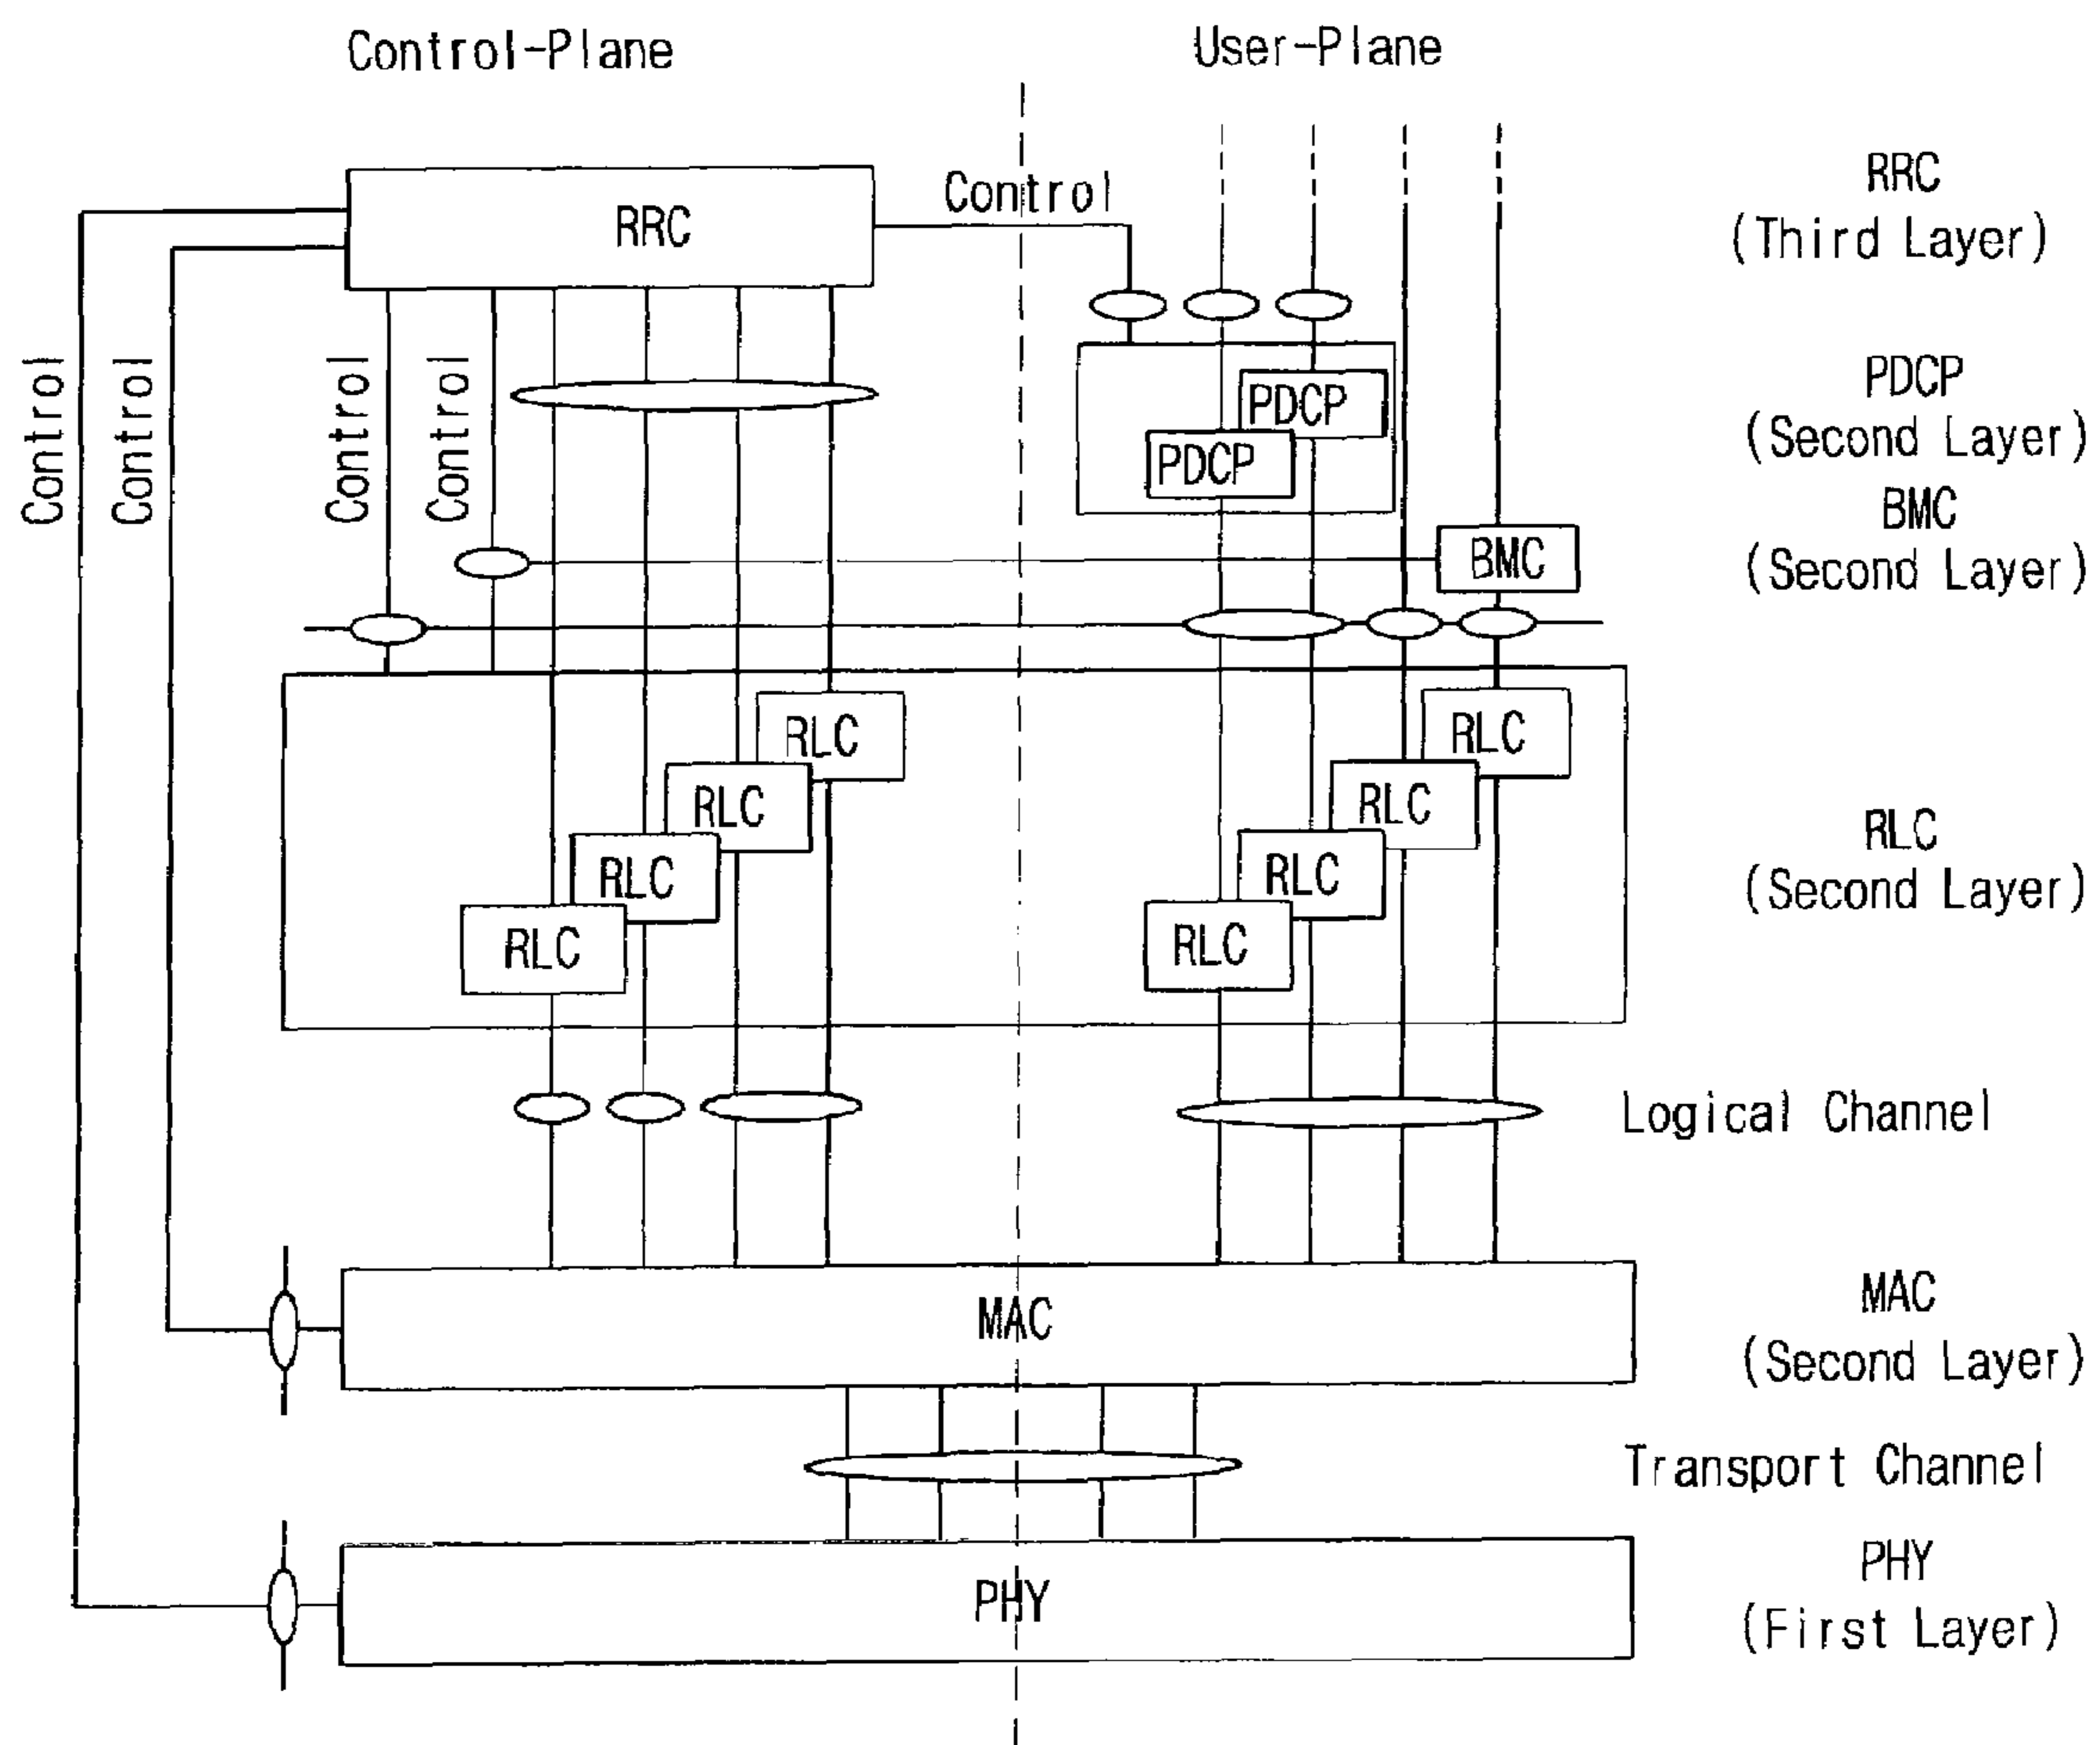 Control-Plane
User-Plane
RRC
Control
RRC
(Third Layer)
Control
Control
Control
Control
PDCP
PDCP
PDCP
(Second Layer)
BMC
BMC
(Second Layer)
RLC
RLC
RLC
RLC
RLC
RLC
RLC
RLC
RLC
(Second Layer)
Logical Channel
MAC
MAC
(Second Layer)
Transport Channel
PHY
PHY
(First Layer)